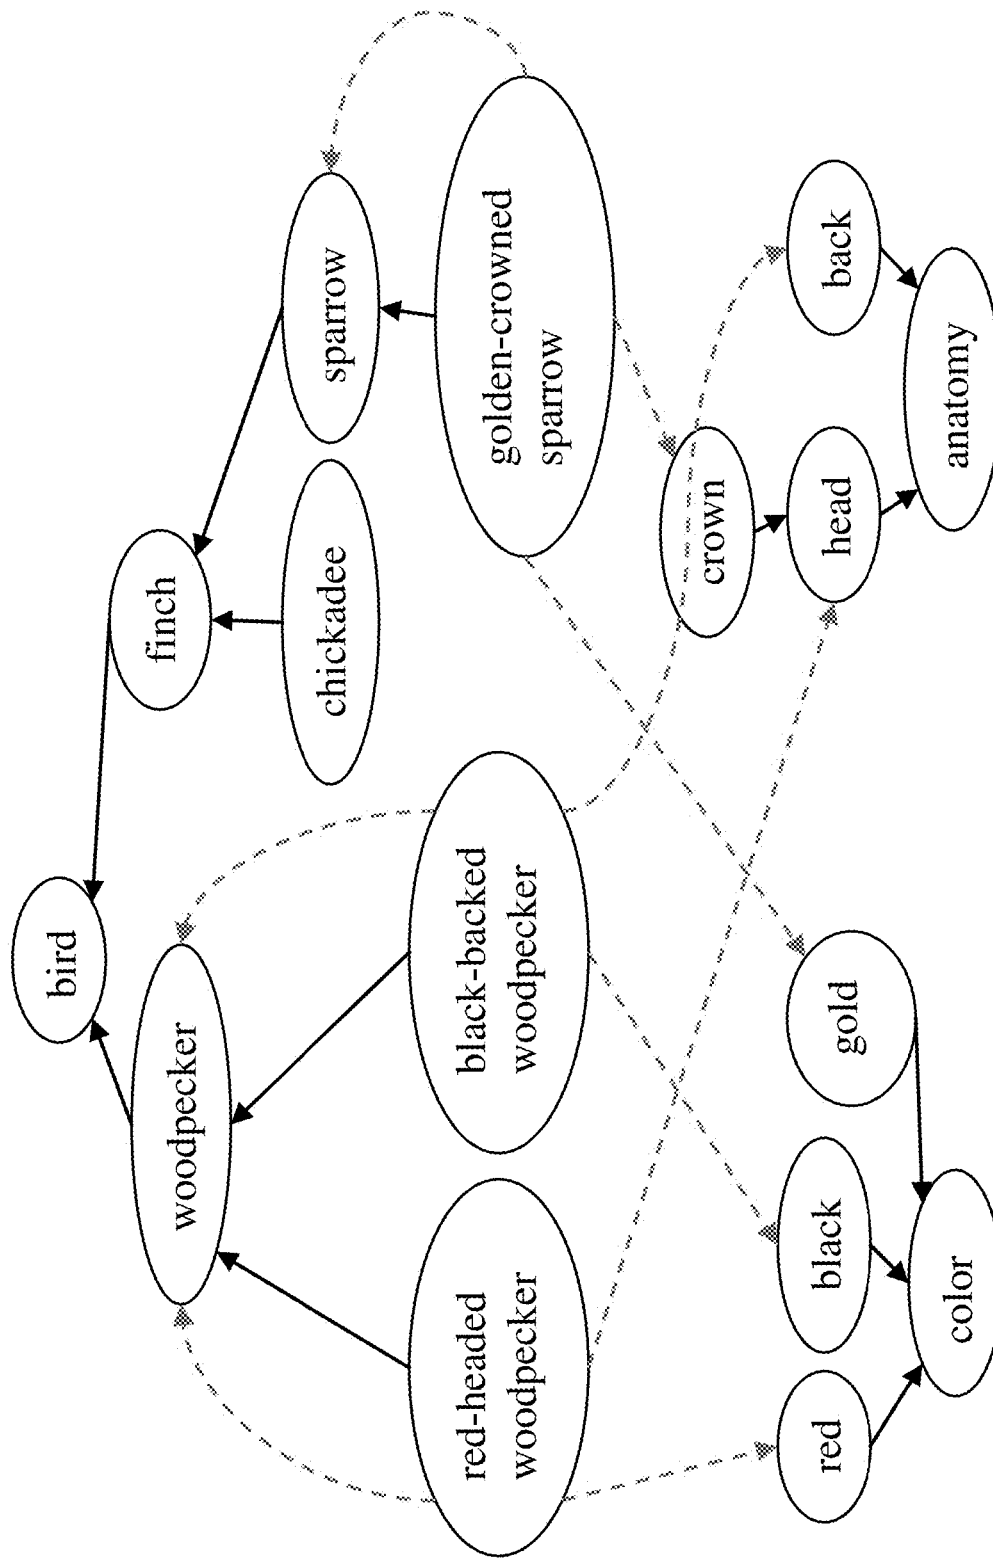 bird
woodpecker
finch
red-headed
woodpecker
black-backed
woodpecker
chickadee
sparrow
golden-crowned
sparrow
crown
red
black
gold
head
back
color
anatomy